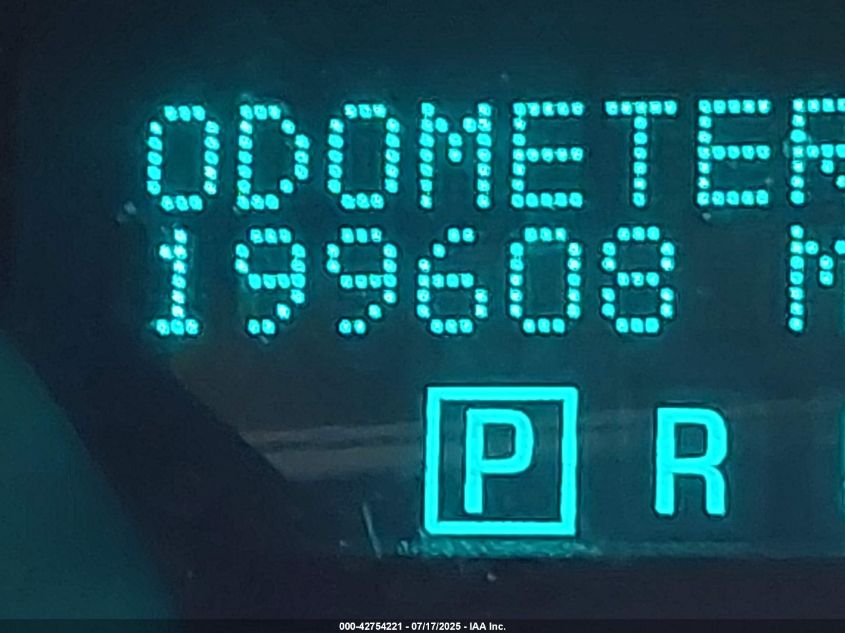 ODOMETER
199608 M
P R
000-42754221 - 07/17/2025 - IAA Inc.